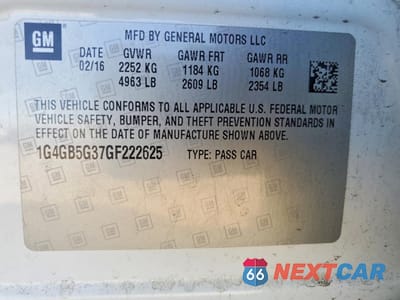 GM
MFD BY GENERAL MOTORS LLC
DATE GVWR GAWR FRT GAWR RR
02/16 2252 KG 1184 KG 1068 KG
4963 LB 2609 LB 2354 LB
THIS VEHICLE CONFORMS TO ALL APPLICABLE U.S. FEDERAL MOTOR
VEHICLE SAFETY, BUMPER, AND THEFT PREVENTION STANDARDS IN
EFFECT ON THE DATE OF MANUFACTURE SHOWN ABOVE.
1G4GB5G37GF222625 TYPE: PASS CAR
66 NEXTCAR